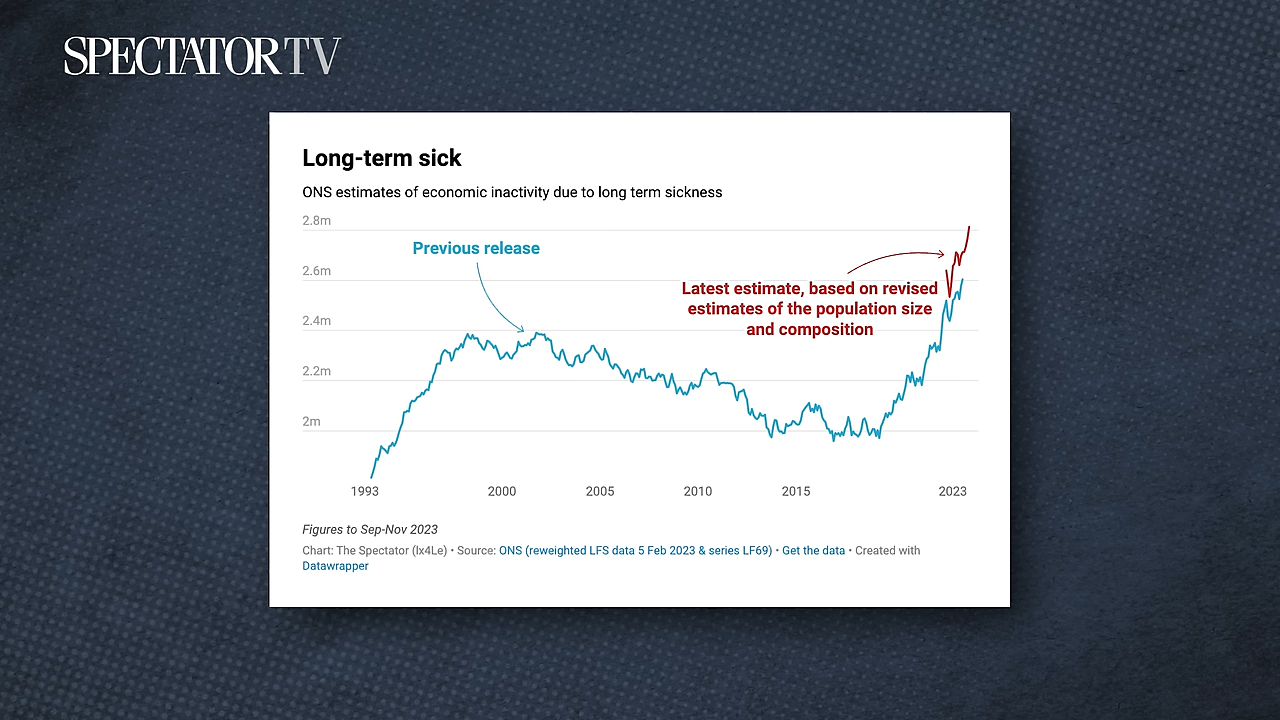 SPECTATOR TV
Long-term sick
ONS estimates of economic inactivity due to long term sickness
2.8m
Previous release
2.6m
Latest estimate, based on revised
estimates of the population size
and composition
2.4m
2.2m
2m
1993
2000
2005
2010
2015
2023
Figures to Sep-Nov 2023
Chart: The Spectator (Ix4Le) • Source: ONS (reweighted LFS data 5 Feb 2023 & series LF69) • Get the data • Created with
Datawrapper